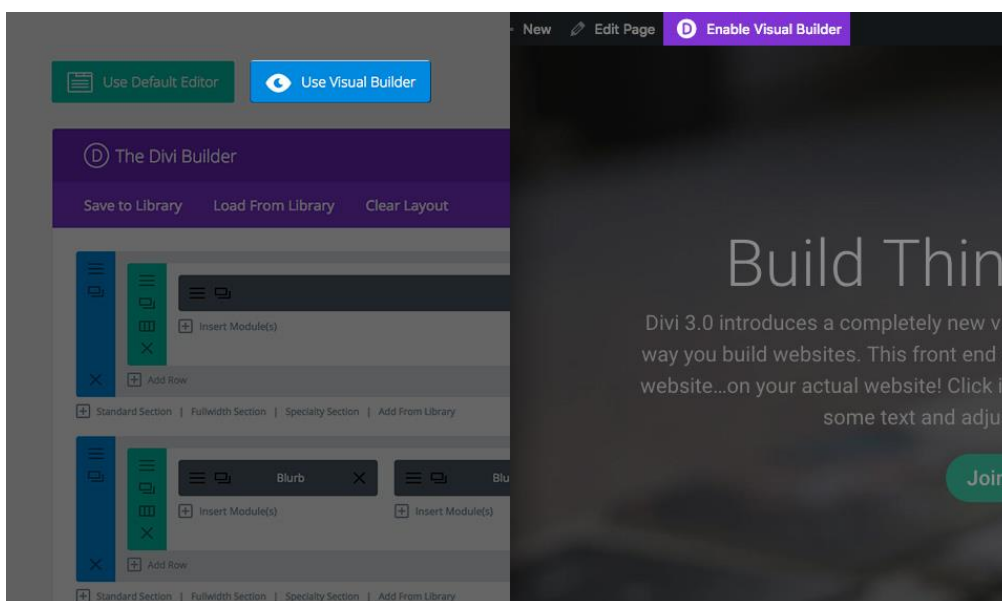 New Edit Page D Enable Visual Builder
Use Default Editor Use Visual Builder
D The Divi Builder
Save to Library Load From Library Clear Layout
Insert Module(s)
Add Row
Standard Section | Fullwidth Section | Specialty Section | Add From Library
Blurb Blu
Insert Module(s) Insert Module(s)
Add Row
Standard Section | Fullwidth Section | Specialty Section | Add From Library
Build Thin
Divi 3.0 introduces a completely new v
way you build websites. This front end
website...on your actual website! Click i
some text and adju
Join